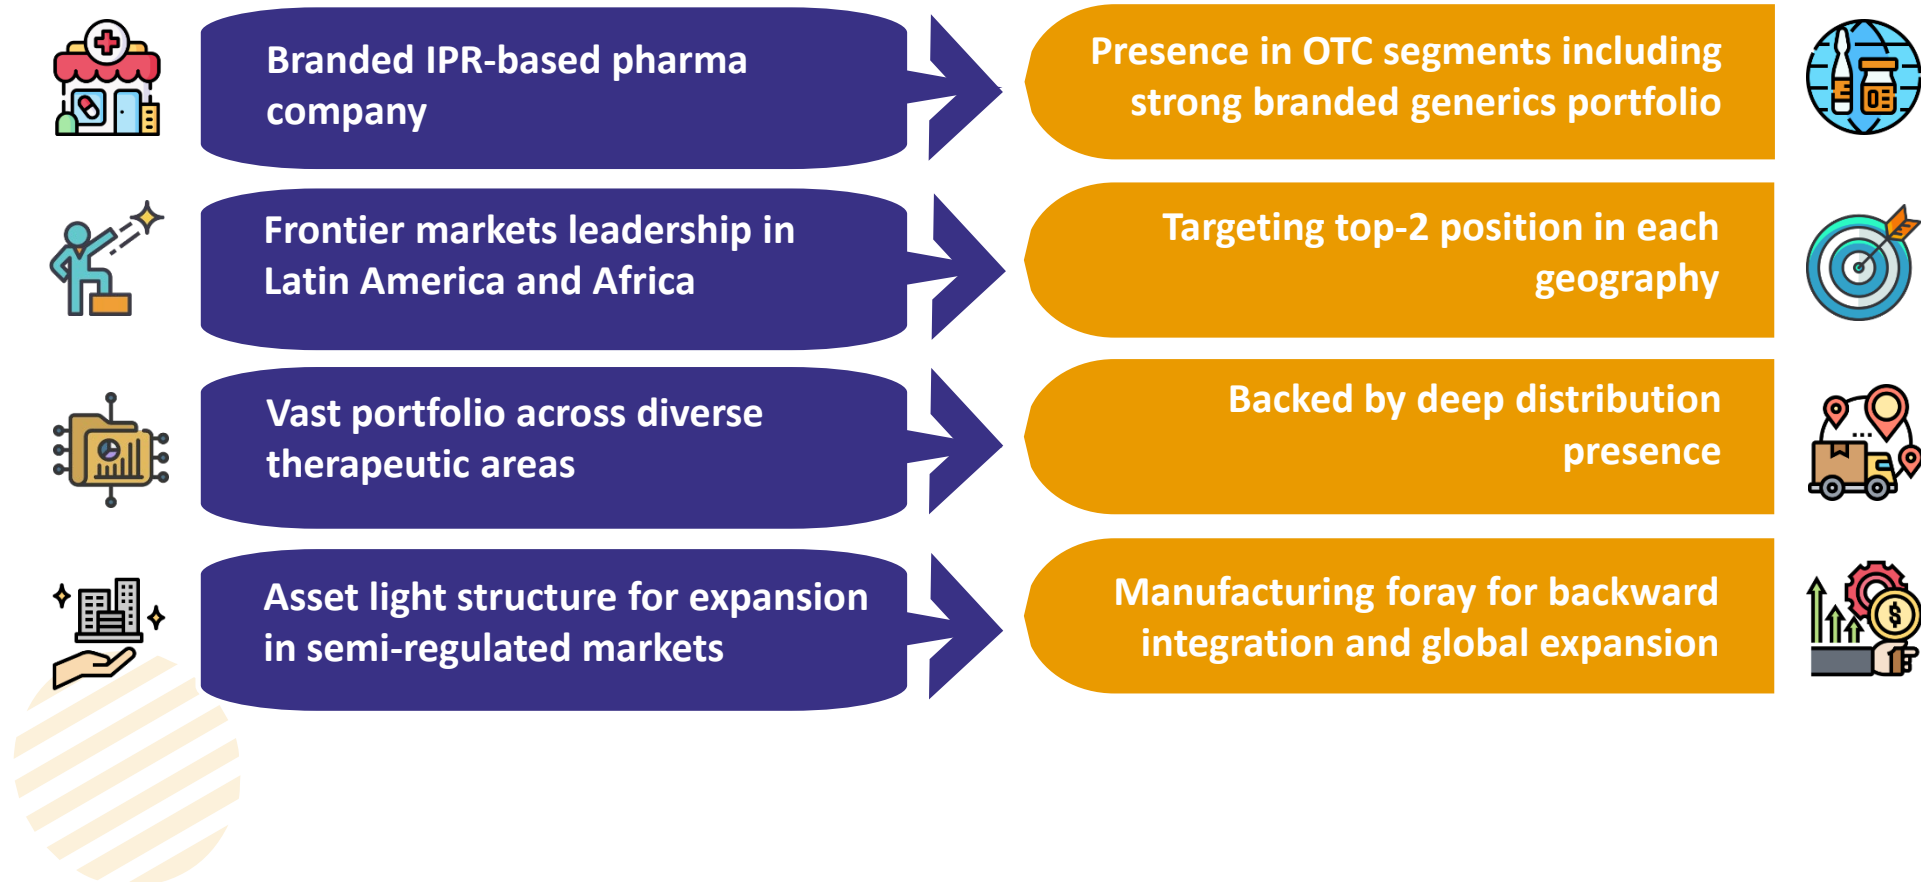 Branded IPR-based pharma
company
Presence in OTC segments including
strong branded generics portfolio
Frontier markets leadership in
Latin America and Africa
Targeting top-2 position in each
geography
Vast portfolio across diverse
therapeutic areas
Backed by deep distribution
presence
Asset light structure for expansion
in semi-regulated markets
Manufacturing foray for backward
integration and global expansion